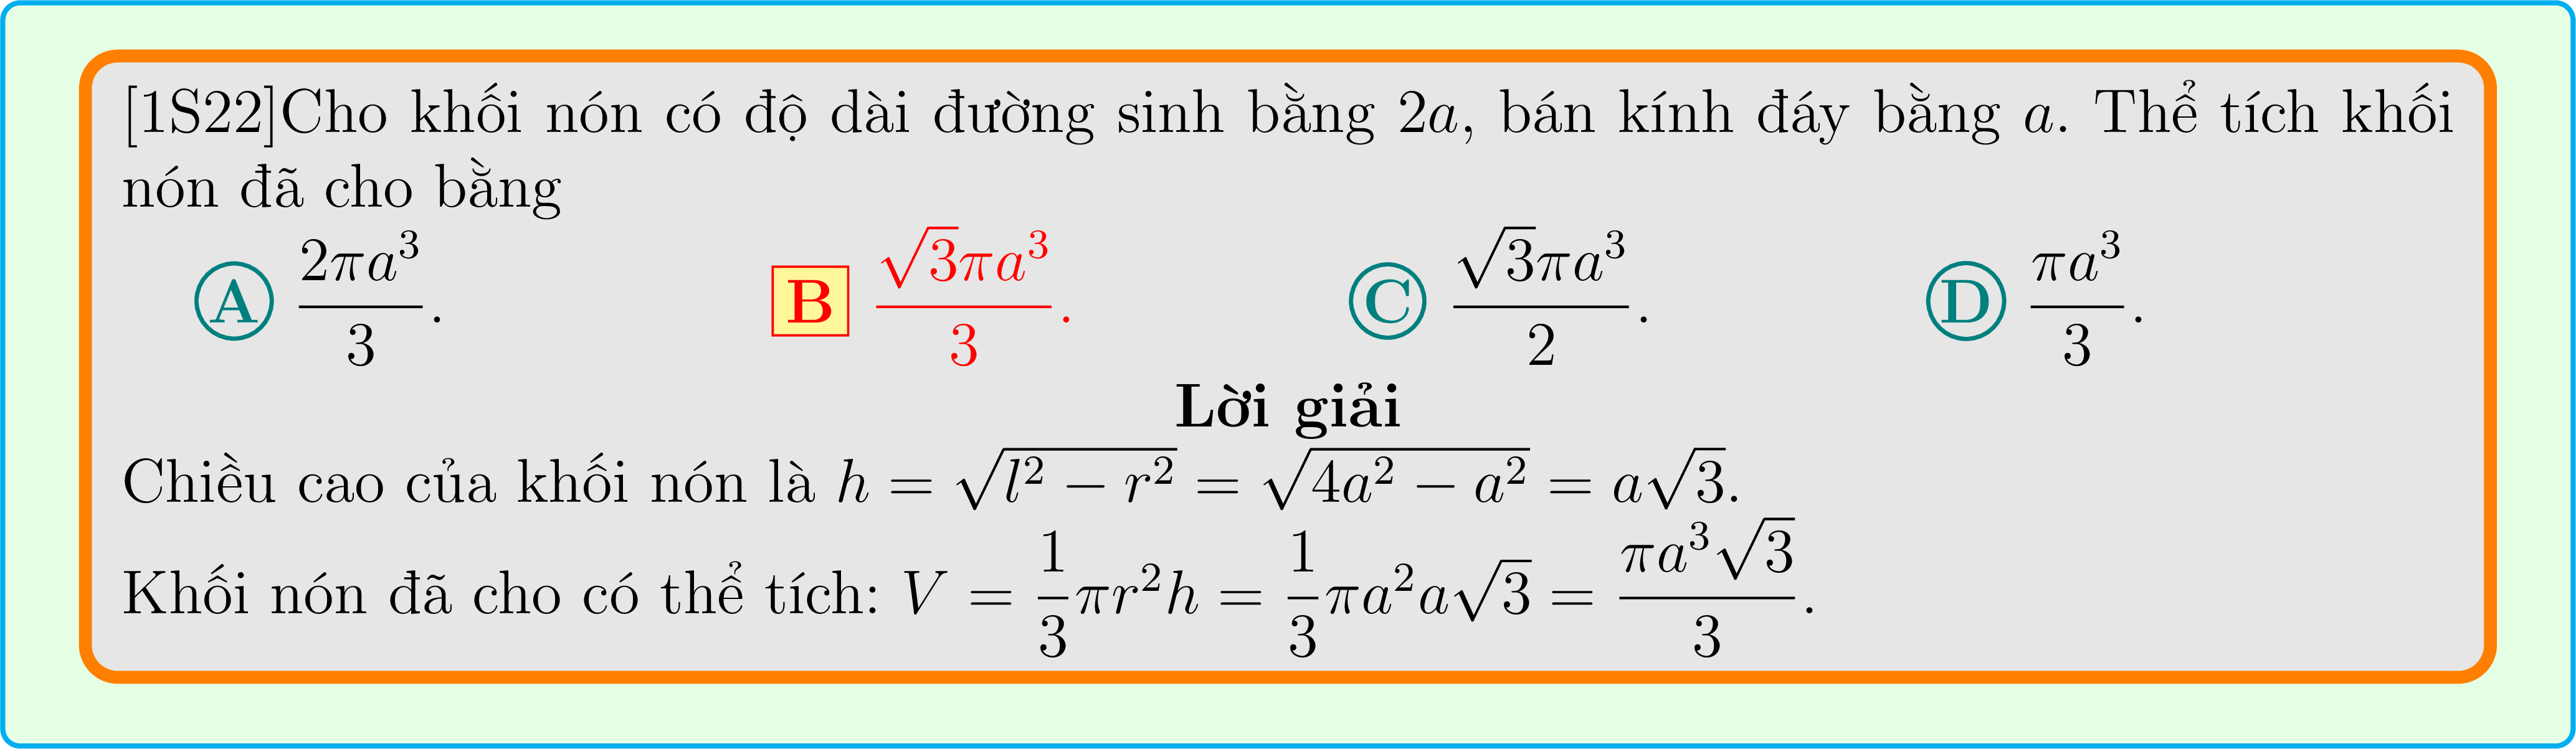 [1S22]Cho khối nón có độ dài đường sinh bằng 2a, bán kính đáy bằng a. Thể tích khối
nón đã cho bằng
A $\frac{2\pi a^3}{3}$. B $\frac{\sqrt{3}\pi a^3}{3}$. C $\frac{\sqrt{3}\pi a^3}{2}$. D $\frac{\pi a^3}{3}$.
Lời giải
Chiều cao của khối nón là $h = \sqrt{l^2 - r^2} = \sqrt{4a^2 - a^2} = a\sqrt{3}$.
Khối nón đã cho có thể tích: $V = \frac{1}{3}\pi r^2 h = \frac{1}{3}\pi a^2 a\sqrt{3} = \frac{\pi a^3\sqrt{3}}{3}$.